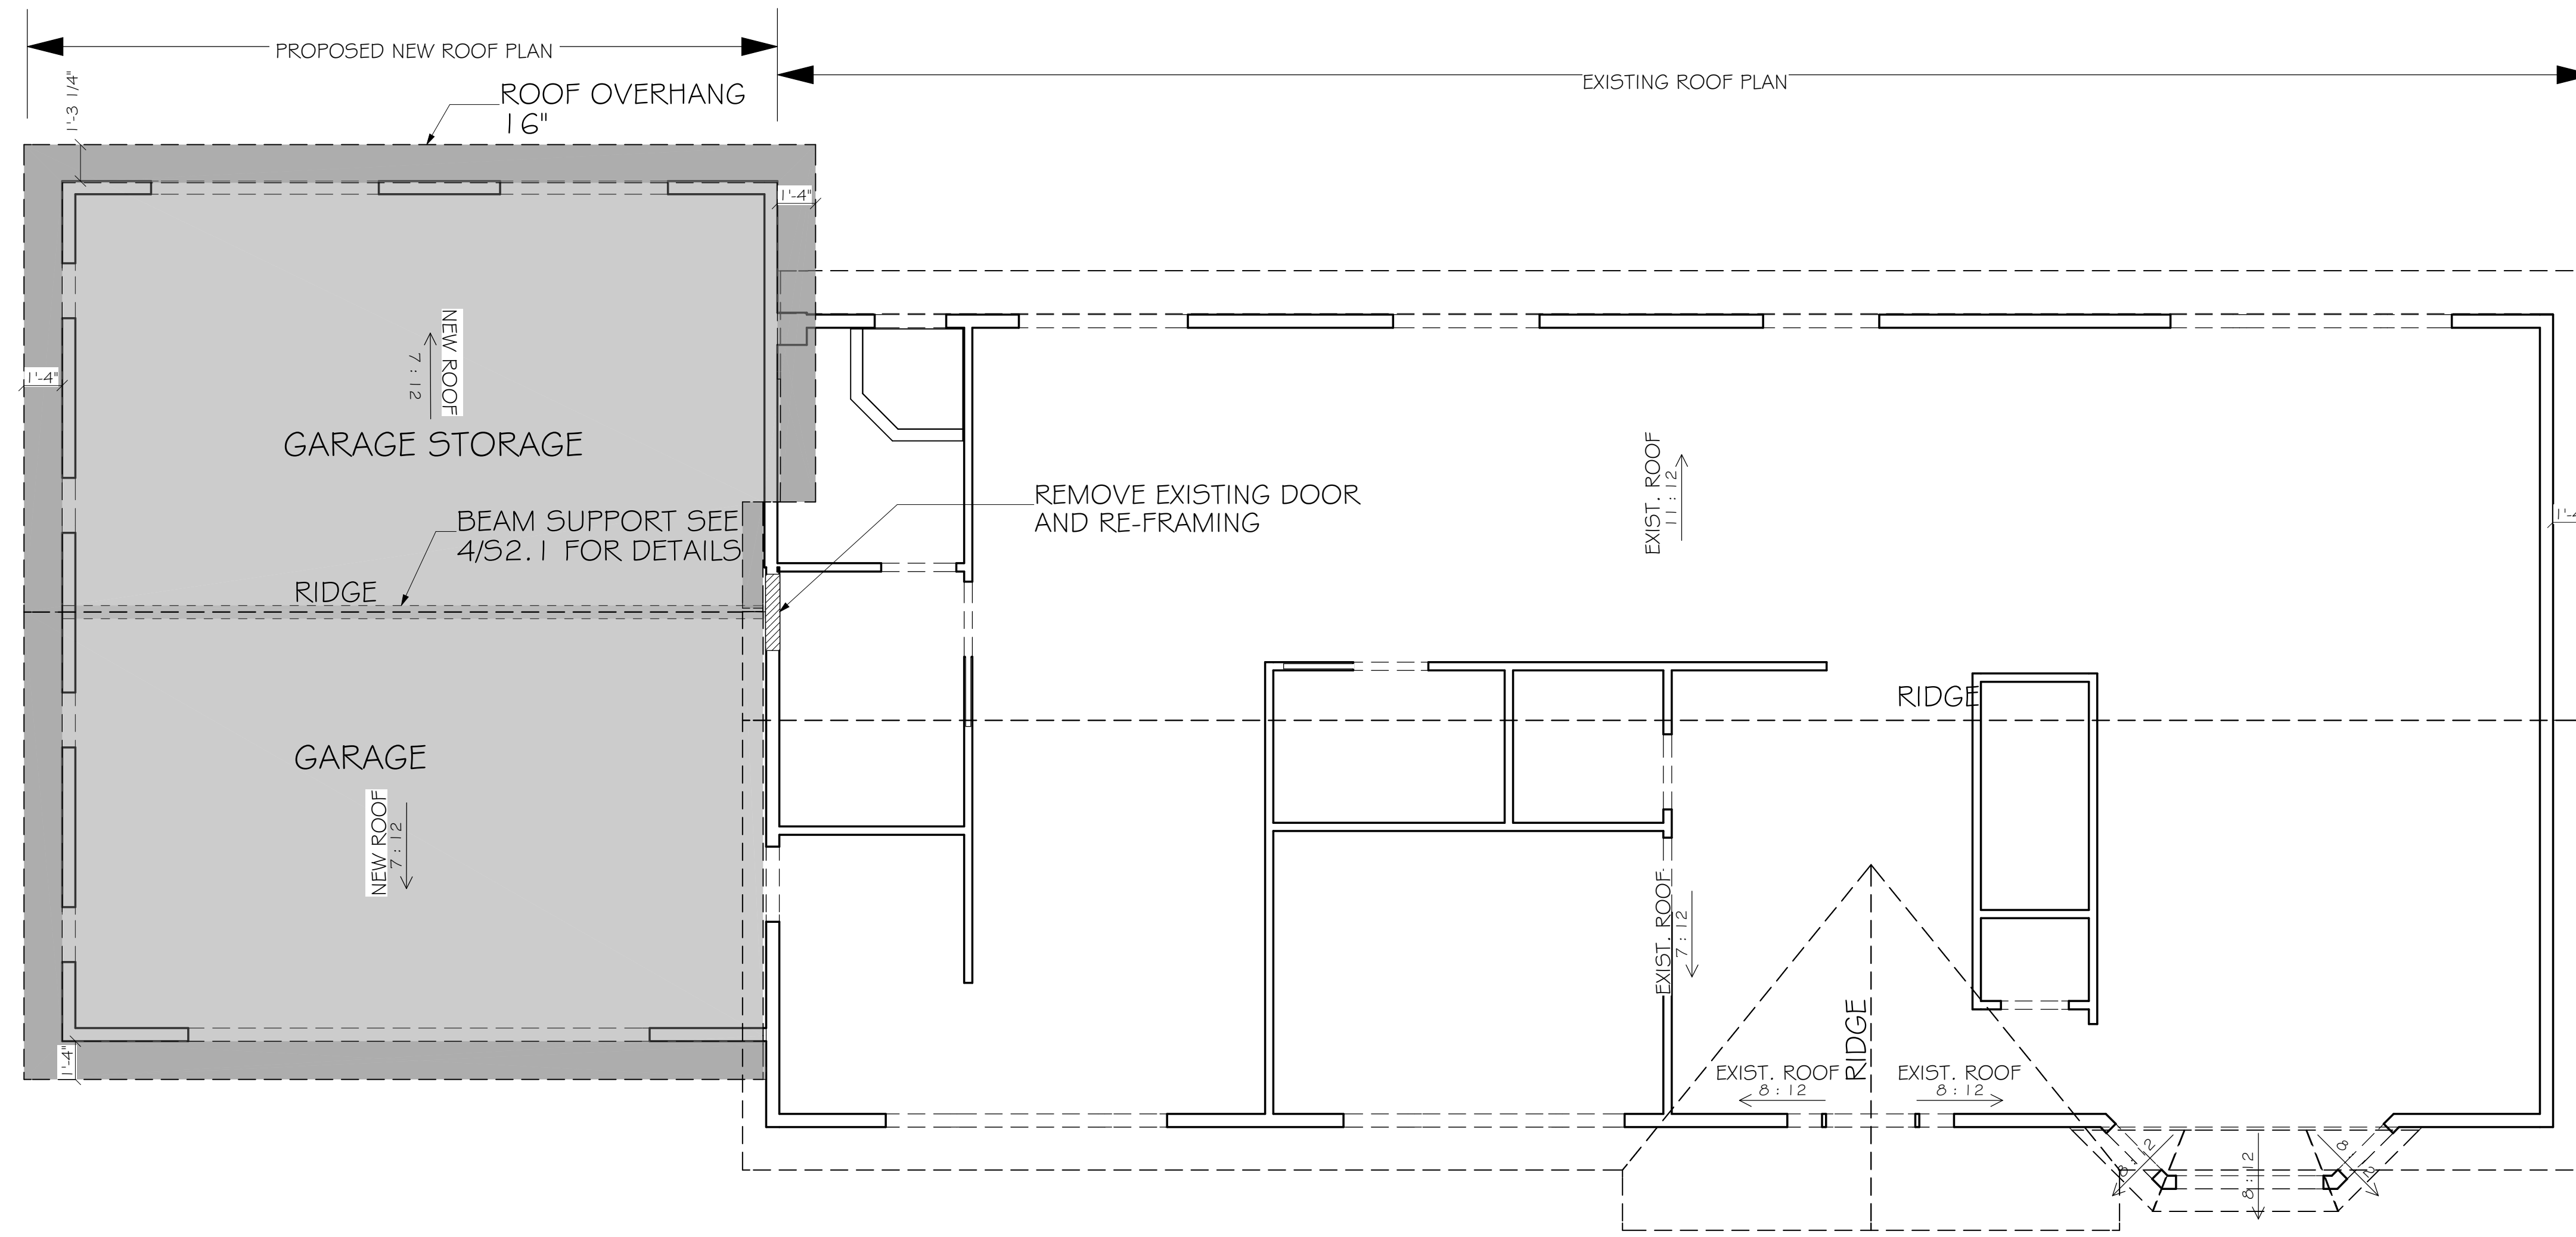 PROPOSED NEW ROOF PLAN
EXISTING ROOF PLAN
1'-3 1/4"
ROOF OVERHANG
16"
1'-4"
1'-4"
NEW ROOF
7:12
GARAGE STORAGE
BEAM SUPPORT SEE
4/S2.1 FOR DETAILS
REMOVE EXISTING DOOR
AND RE-FRAMING
EXIST. ROOF
11:12
RIDGE
RIDGE
GARAGE
NEW ROOF
7:12
EXIST. ROOF
7:12
RIDGE
EXIST. ROOF
8:12
EXIST. ROOF
8:12
1'-4"
8:12